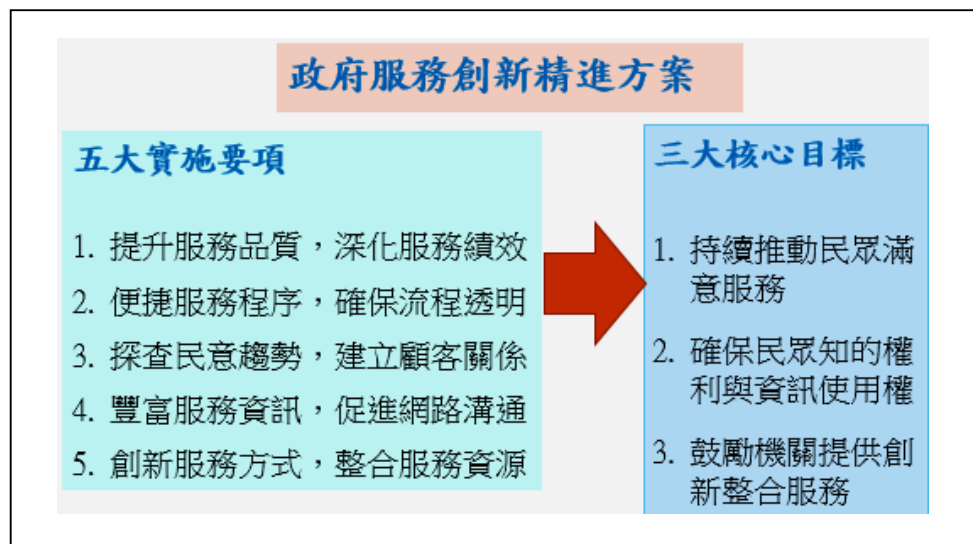 政府服務創新精進方案
五大實施要項
1. 提升服務品質，深化服務績效
2. 便捷服務程序，確保流程透明
3. 探查民意趨勢，建立顧客關係
4. 豐富服務資訊，促進網路溝通
5. 創新服務方式，整合服務資源
三大核心目標
1. 持續推動民眾滿
意服務
2. 確保民眾知的權
利與資訊使用權
3. 鼓勵機關提供創
新整合服務